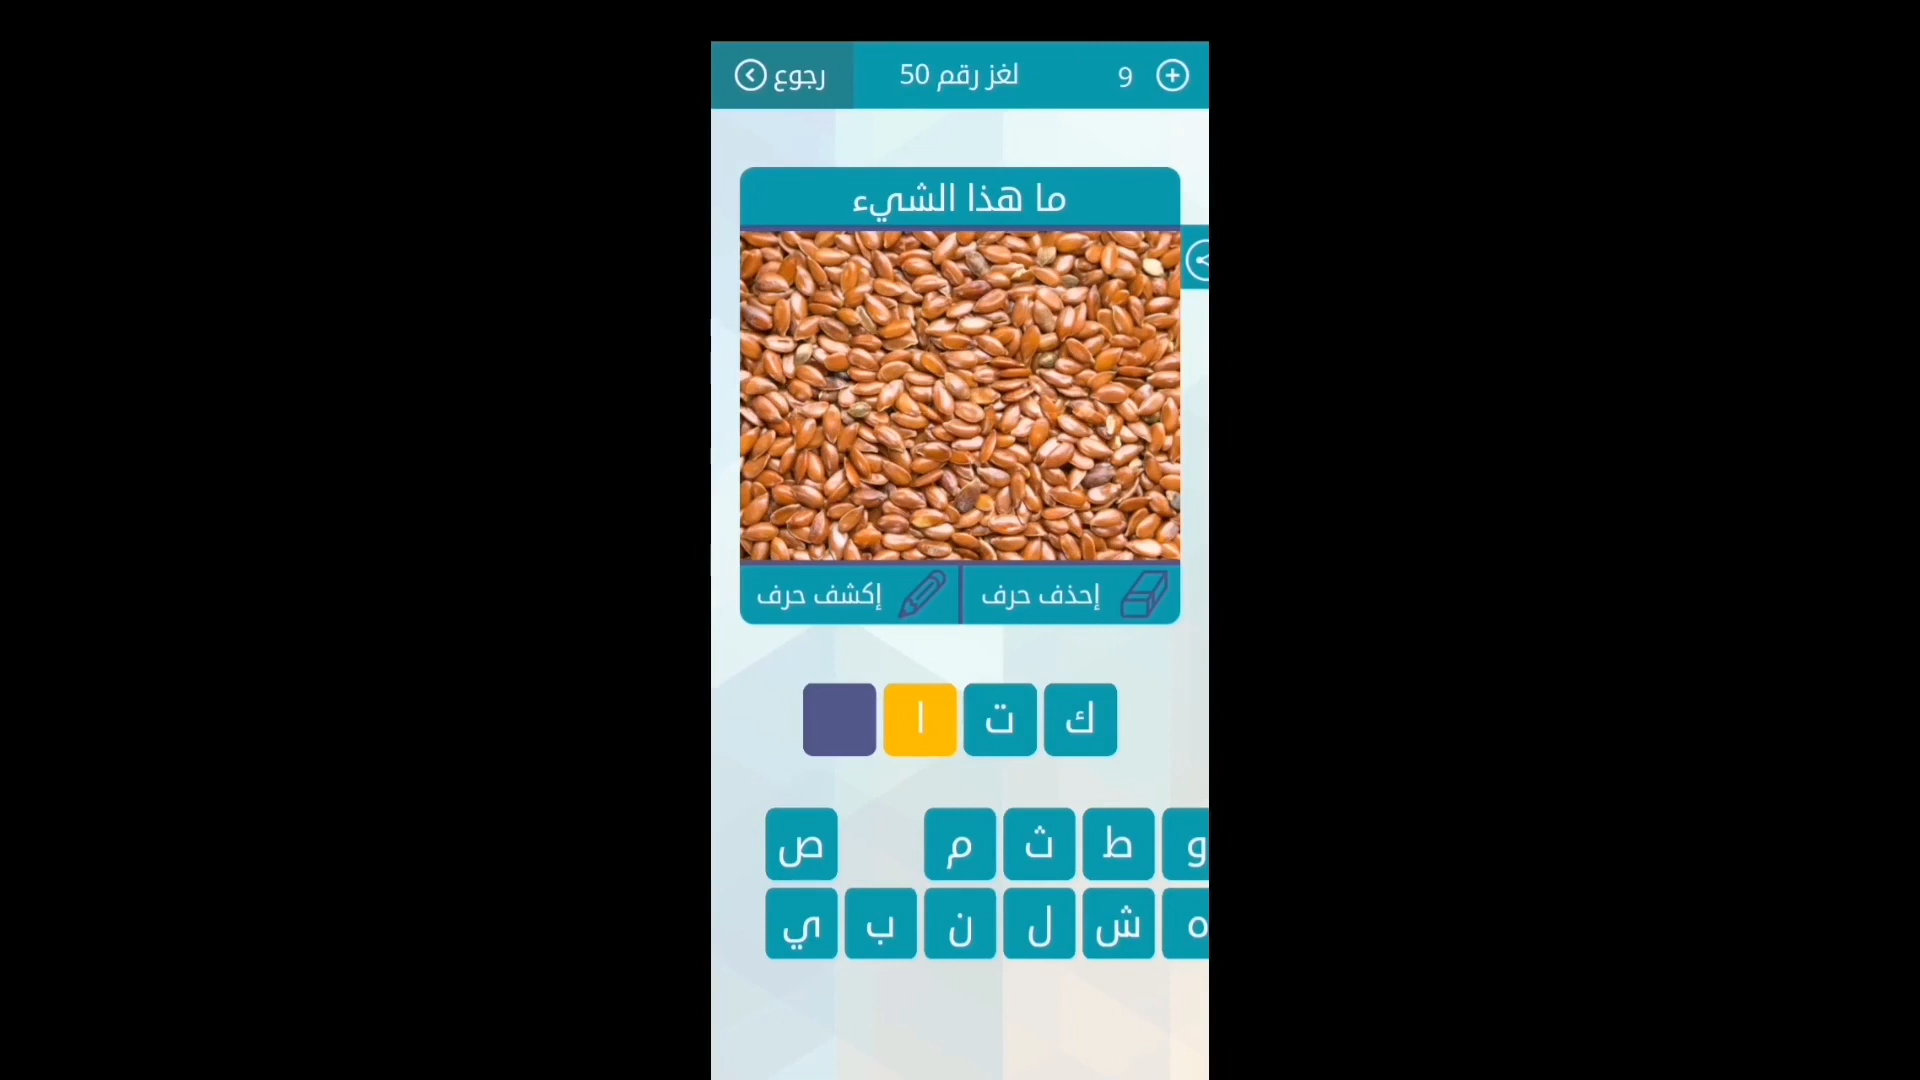 رجوع
لغز رقم 50
9
ما هذا الشيء
إحذف حرف
إكشف حرف
ك ت ا
و ط ث م ص
ه ش ل ن ب ي